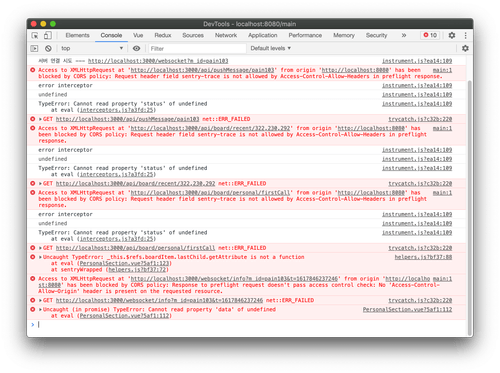 DevTools - localhost:8080/main
Elements Console Sources Network Performance Memory Application » 10
top Filter Default levels ▼
서버 연결 시도 ——— http://localhost:3000/websocket?m_id=pain103 instrument.js?ea14:109
Access to XMLHttpRequest at 'http://localhost:3000/api/pushMessage/pain103' from origin 'http://localhost:8080' has been main:1
blocked by CORS policy: Request header field sentry-trace is not allowed by Access-Control-Allow-Headers in preflight
response.
error interceptor instrument.js?ea14:109
undefined instrument.js?ea14:109
TypeError: Cannot read property 'status' of undefined instrument.js?ea14:109
at eval (interceptors.js?a3fd:25)
▶ GET http://localhost:3000/api/pushMessage/pain103 net::ERR_FAILED trycatch.js?c32b:220
Access to XMLHttpRequest at 'http://localhost:3000/api/board/recent/322,230,292' from origin 'http://localhost:8080' main:1
has been blocked by CORS policy: Request header field sentry-trace is not allowed by Access-Control-Allow-Headers in preflight
response.
error interceptor instrument.js?ea14:109
undefined instrument.js?ea14:109
TypeError: Cannot read property 'status' of undefined instrument.js?ea14:109
at eval (interceptors.js?a3fd:25)
▶ GET http://localhost:3000/api/board/recent/322,230,292 net::ERR_FAILED trycatch.js?c32b:220
Access to XMLHttpRequest at 'http://localhost:3000/api/board/personal/firstCall' from origin 'http://localhost:8080' main:1
has been blocked by CORS policy: Request header field sentry-trace is not allowed by Access-Control-Allow-Headers in preflight
response.
error interceptor instrument.js?ea14:109
undefined instrument.js?ea14:109
TypeError: Cannot read property 'status' of undefined instrument.js?ea14:109
at eval (interceptors.js?a3fd:25)
▶ GET http://localhost:3000/api/board/personal/firstCall net::ERR_FAILED trycatch.js?c32b:220
▶ Uncaught TypeError: _this.$refs.boardItem.lastChild.getAttribute is not a function helpers.js?bf37:88
at eval (PersonalSection.vue?5af1:123)
at sentryWrapped (helpers.js?bf37:72)
Access to XMLHttpRequest at 'http://localhost:3000/websocket/info?m_id=pain103&t=1617846237246' from origin 'http://localho main:1
st:8080' has been blocked by CORS policy: Response to preflight request doesn't pass access control check: No 'Access-Control-
Allow-Origin' header is present on the requested resource.
▶ GET http://localhost:3000/websocket/info?m_id=pain103&t=1617846237246 net::ERR_FAILED trycatch.js?c32b:220
▶ Uncaught (in promise) TypeError: Cannot read property 'data' of undefined PersonalSection.vue?5af1:112
at eval (PersonalSection.vue?5af1:112)
>